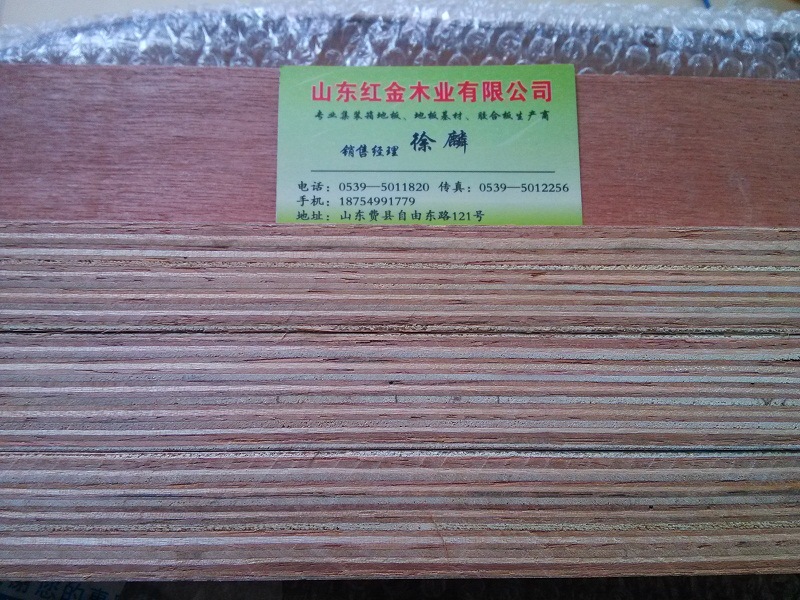 山东红金木业有限公司
专业集装箱地板、地板基材、胶合板生产商
销售经理 徐麟
电话：0539—5011820 传真：0539—5012256
手机：18754991779
地址：山东费县自由东路121号